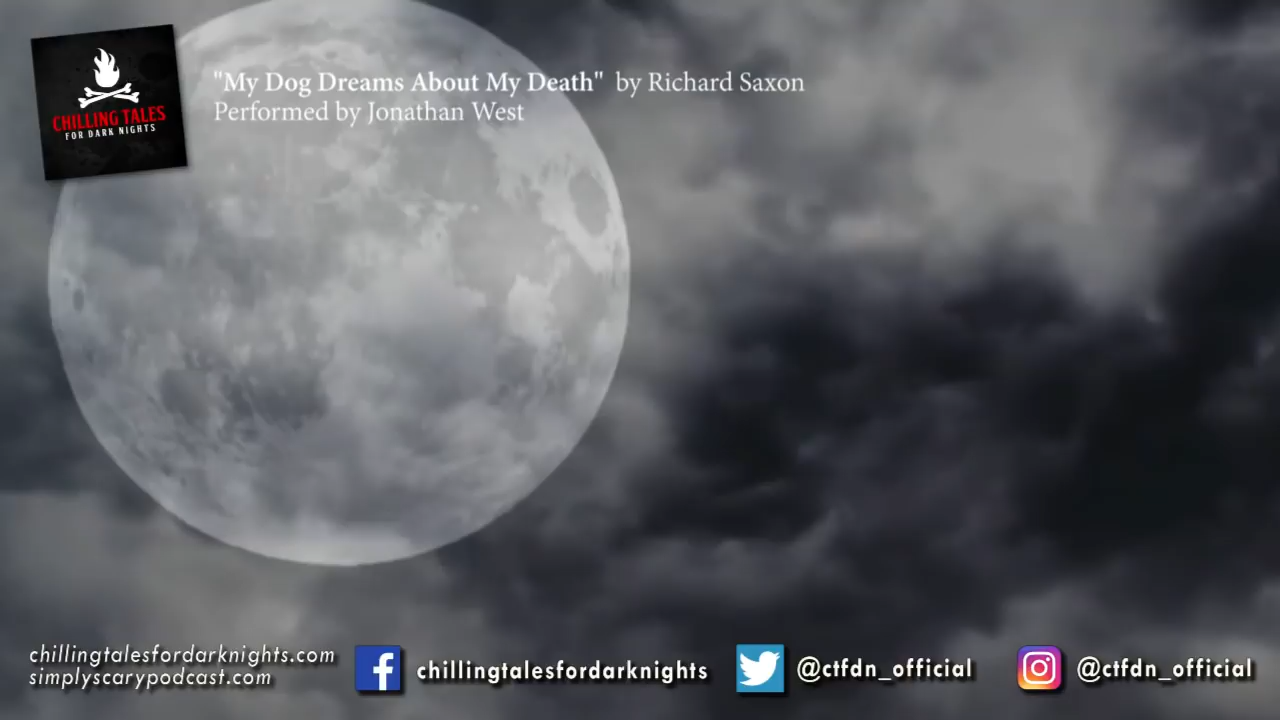 CHILLING TALES
FOR DARK NIGHTS
"My Dog Dreams About My Death" by Richard Saxon
Performed by Jonathan West
chillingtalesfordarknights.com
simplyscarypodcast.com
chillingtalesfordarknights
@ctfdn_official
@ctfdn_official